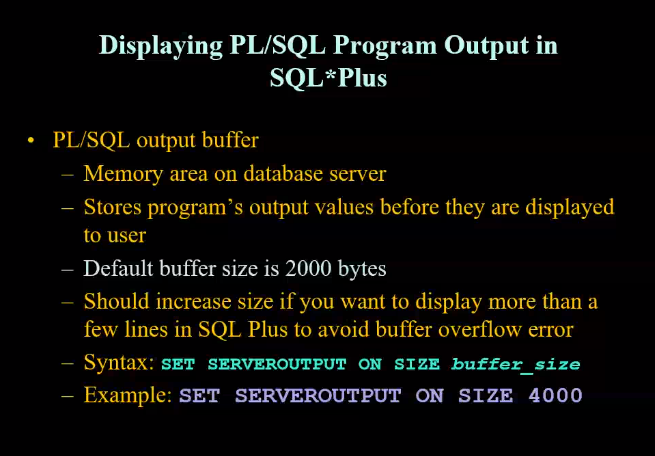 Displaying PL/SQL Program Output in
SQL*Plus
• PL/SQL output buffer
– Memory area on database server
– Stores program's output values before they are displayed
to user
– Default buffer size is 2000 bytes
– Should increase size if you want to display more than a
few lines in SQL Plus to avoid buffer overflow error
– Syntax: SET SERVEROUTPUT ON SIZE buffer_size
– Example: SET SERVEROUTPUT ON SIZE 4000